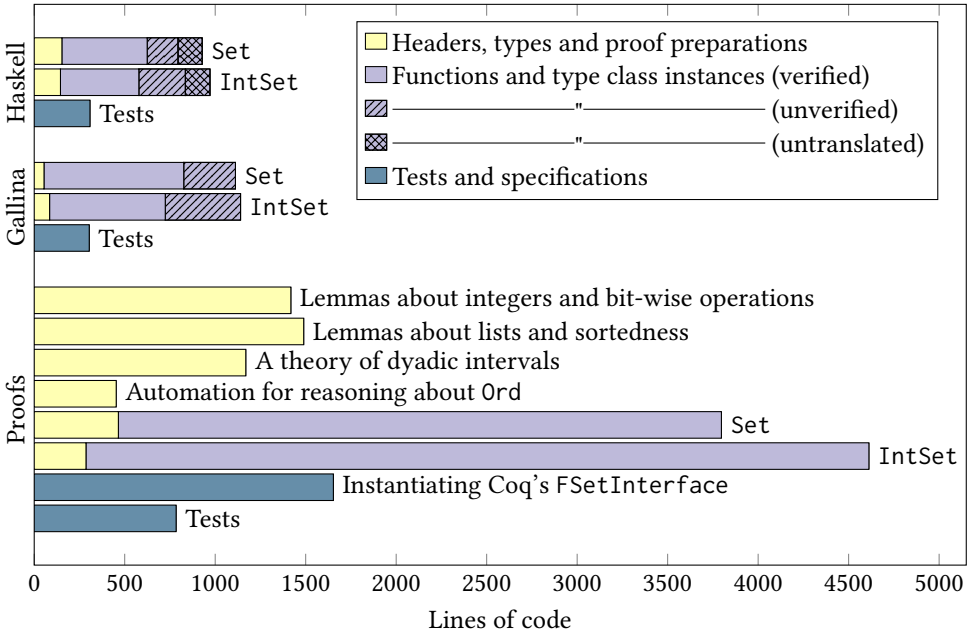 Headers, types and proof preparations
Functions and type class instances (verified)
" (unverified)
" (untranslated)
Tests and specifications
Haskell
Set
IntSet
Tests
Gallina
Set
IntSet
Tests
Proofs
Lemmas about integers and bit-wise operations
Lemmas about lists and sortedness
A theory of dyadic intervals
Automation for reasoning about Ord
Set
IntSet
Instantiating Coq's FSetInterface
Tests
0 500 1000 1500 2000 2500 3000 3500 4000 4500 5000
Lines of code